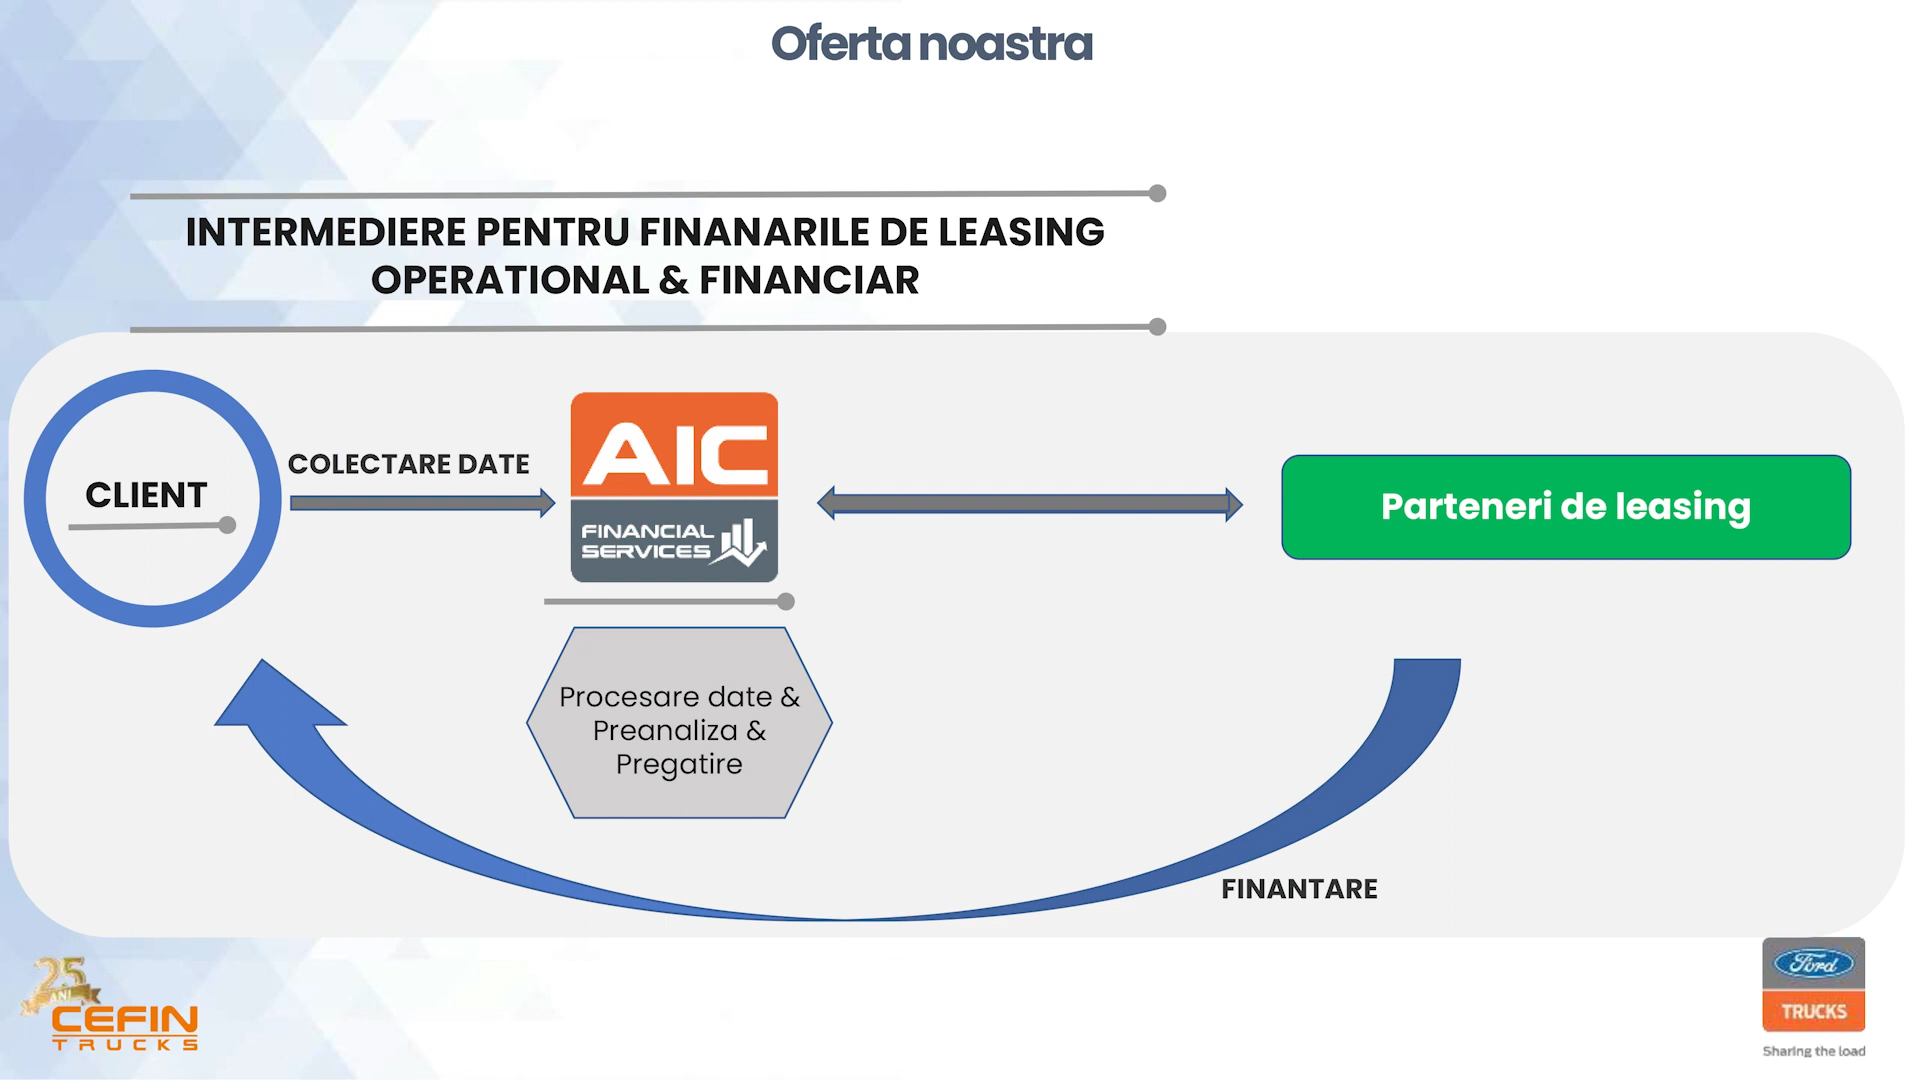 Oferta noastra
INTERMEDIERE PENTRU FINANARILE DE LEASING
OPERATIONAL & FINANCIAR
CLIENT
COLECTARE DATE
AIC
FINANCIAL
SERVICES
Parteneri de leasing
Procesare date &
Preanaliza &
Pregatire
FINANTARE
25
ANI
CEFIN
TRUCKS
Ford
TRUCKS
Sharing the load